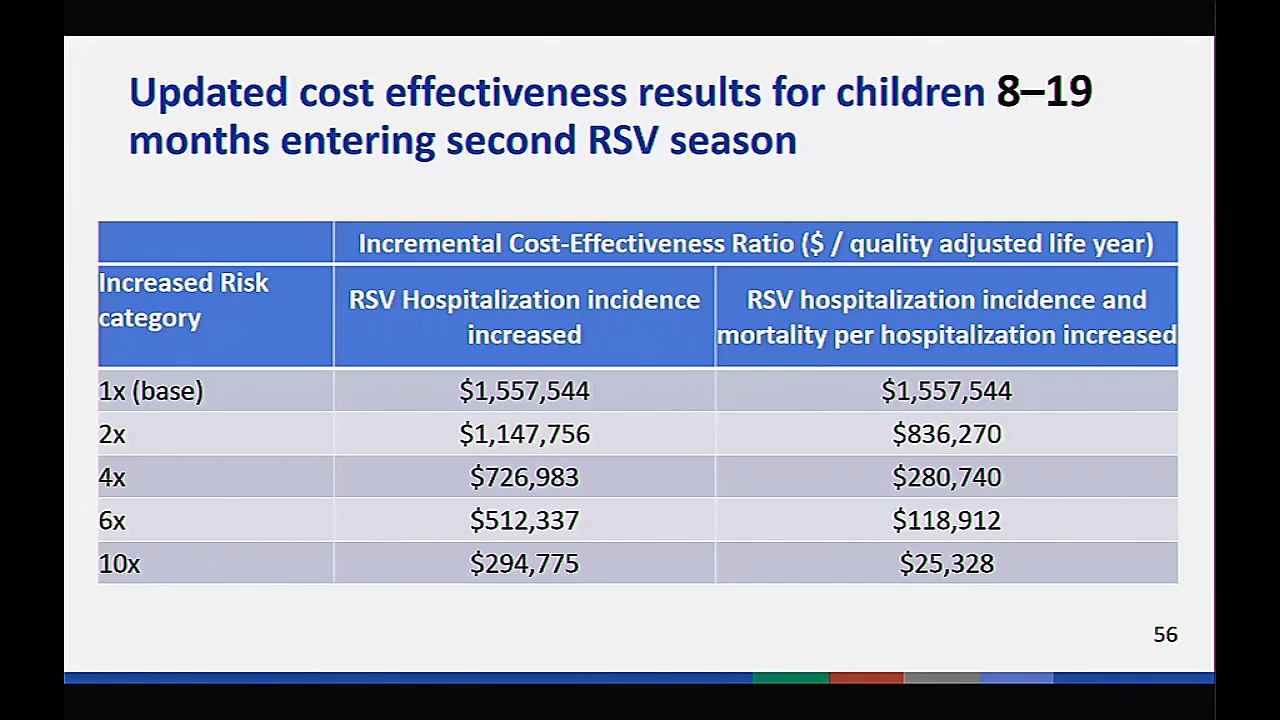 Updated cost effectiveness results for children 8–19
months entering second RSV season
Incremental Cost-Effectiveness Ratio ($ / quality adjusted life year)
Increased Risk
category
RSV Hospitalization incidence
increased
RSV hospitalization incidence and
mortality per hospitalization increased
1x (base) $1,557,544 $1,557,544
2x $1,147,756 $836,270
4x $726,983 $280,740
6x $512,337 $118,912
10x $294,775 $25,328
56